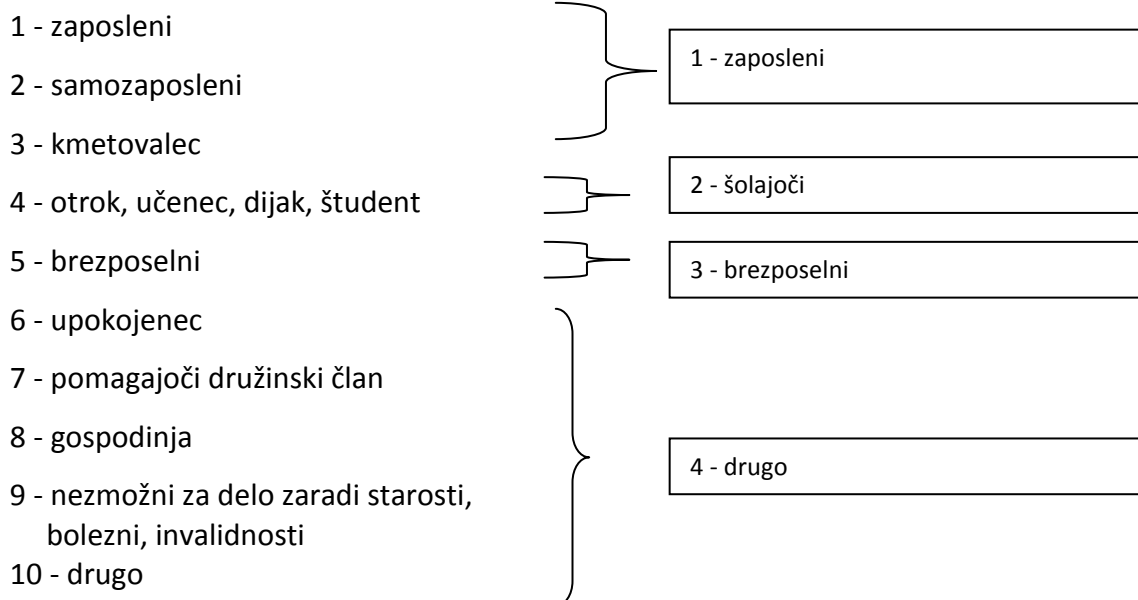 1 - zaposleni
2 - samozaposleni
3 - kmetovalec
4 - otrok, učenec, dijak, študent
5 - brezposelni
6 - upokojenec
7 - pomagajoči družinski član
8 - gospodinja
9 - nezmožni za delo zaradi starosti,
bolezni, invalidnosti
10 - drugo
1 - zaposleni
2 - šolajoči
3 - brezposelni
4 - drugo